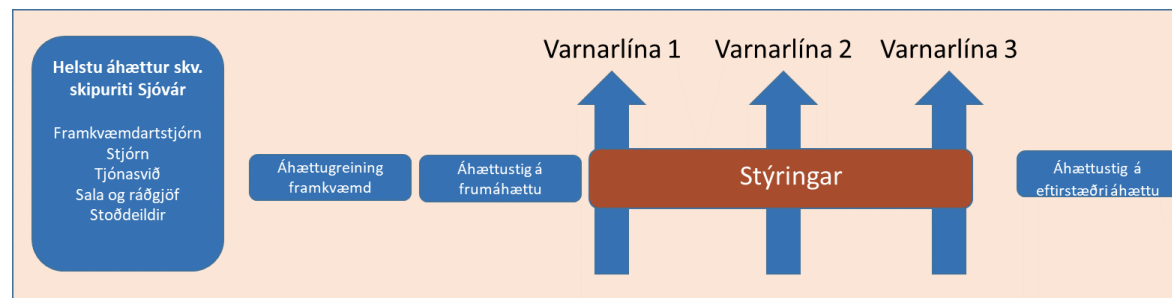 Helstu áhættur skv.
skipuriti Sjóvár
Framkvæmdartstjórn
Stjórn
Tjónasvið
Sala og ráðgjöf
Stoðdeildir
Áhættugreining
framkvæmd
Áhættustig á
frumáhættu
Varnarlína 1
Varnarlína 2
Varnarlína 3
Stýringar
Áhættustig á
eftirstæðri áhættu